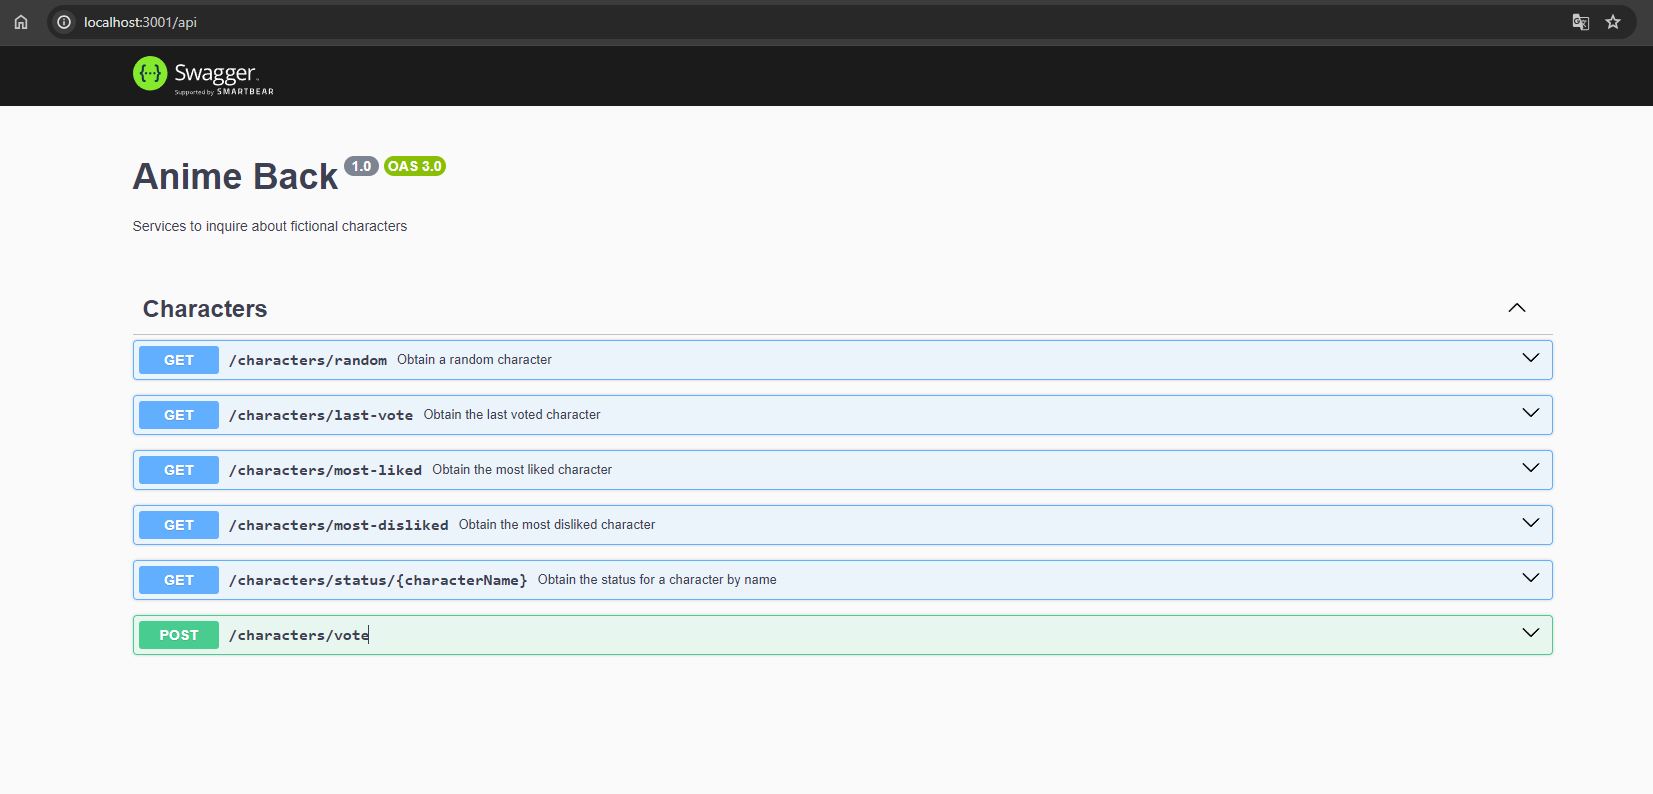 localhost:3001/api
Swagger
Supported by SMARTBEAR
Anime Back 1.0 OAS 3.0
Services to inquire about fictional characters
Characters
GET /characters/random Obtain a random character
GET /characters/last-vote Obtain the last voted character
GET /characters/most-liked Obtain the most liked character
GET /characters/most-disliked Obtain the most disliked character
GET /characters/status/{characterName} Obtain the status for a character by name
POST /characters/vote